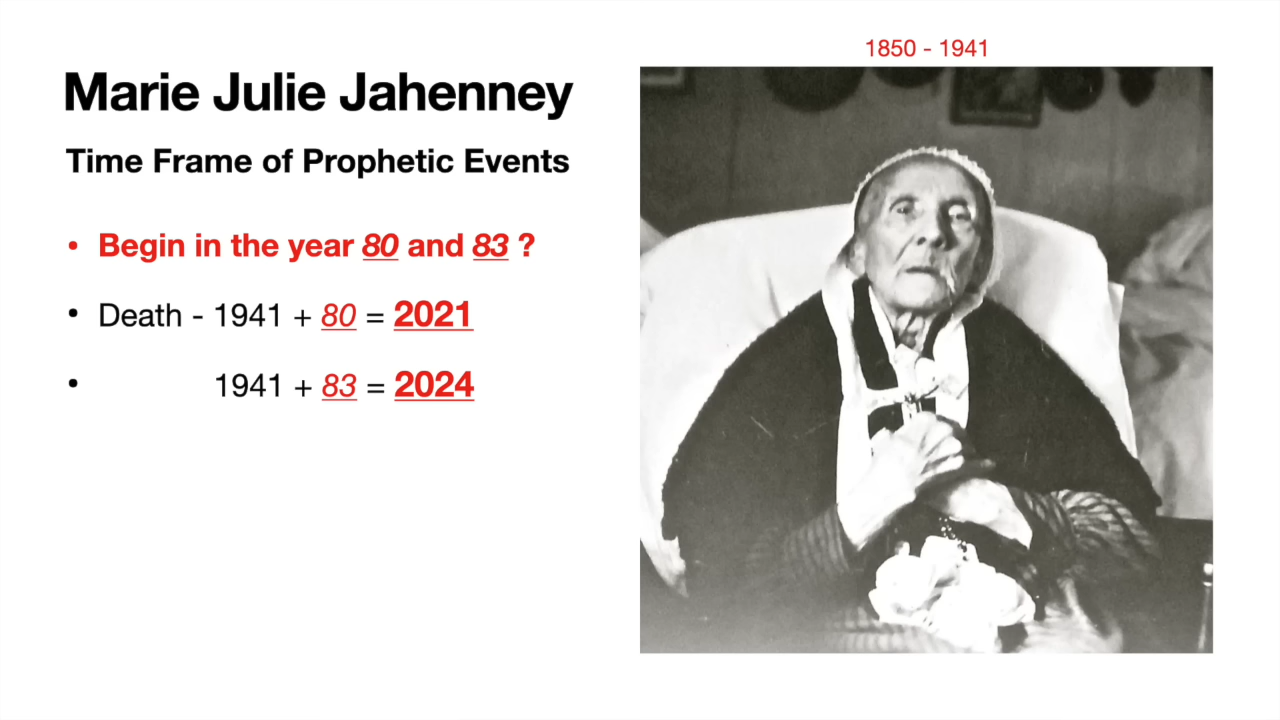 1850 - 1941
Marie Julie Jahenney
Time Frame of Prophetic Events
• Begin in the year 80 and 83 ?
• Death - 1941 + 80 = 2021
• 1941 + 83 = 2024